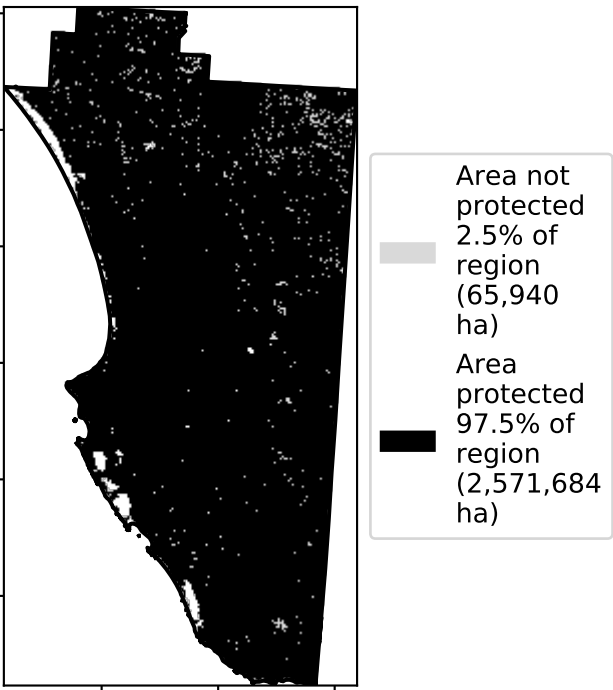 Area not
protected
2.5% of
region
(65,940
ha)
Area
protected
97.5% of
region
(2,571,684
ha)